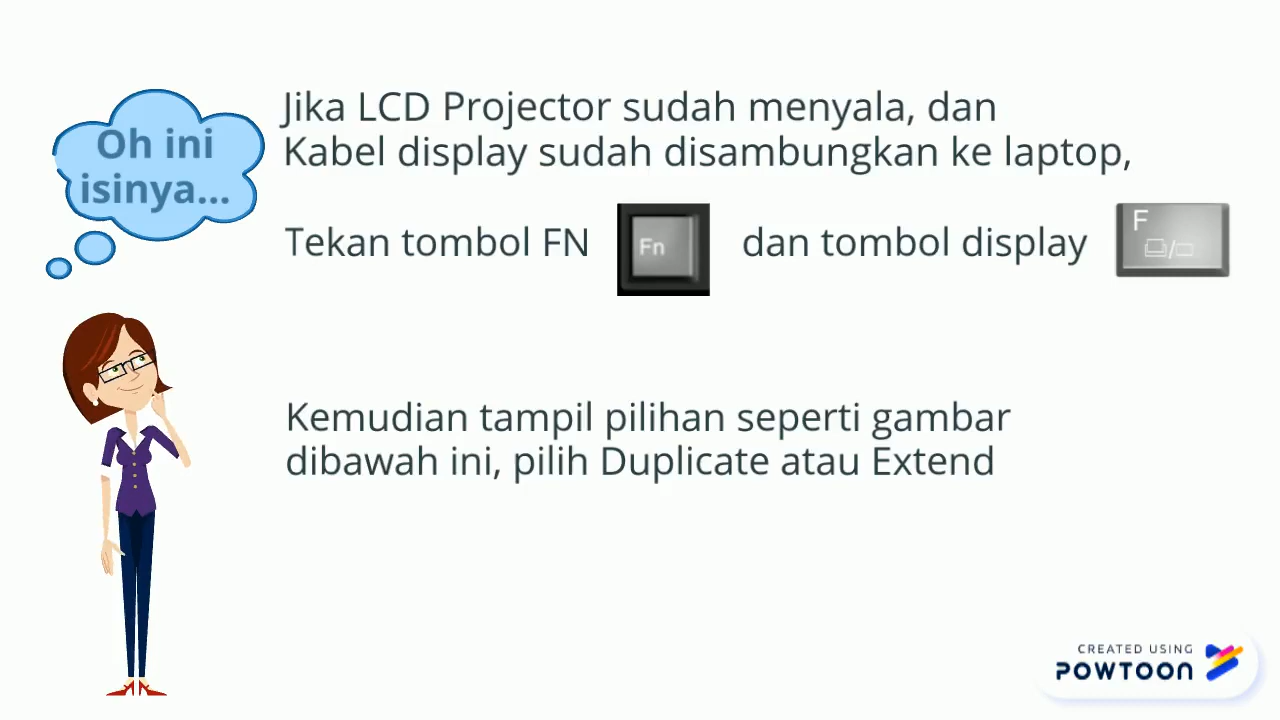 Oh ini
isinya...
Jika LCD Projector sudah menyala, dan
Kabel display sudah disambungkan ke laptop,
Tekan tombol FN
Fn
dan tombol display
F
Kemudian tampil pilihan seperti gambar
dibawah ini, pilih Duplicate atau Extend
CREATED USING
POWTOON